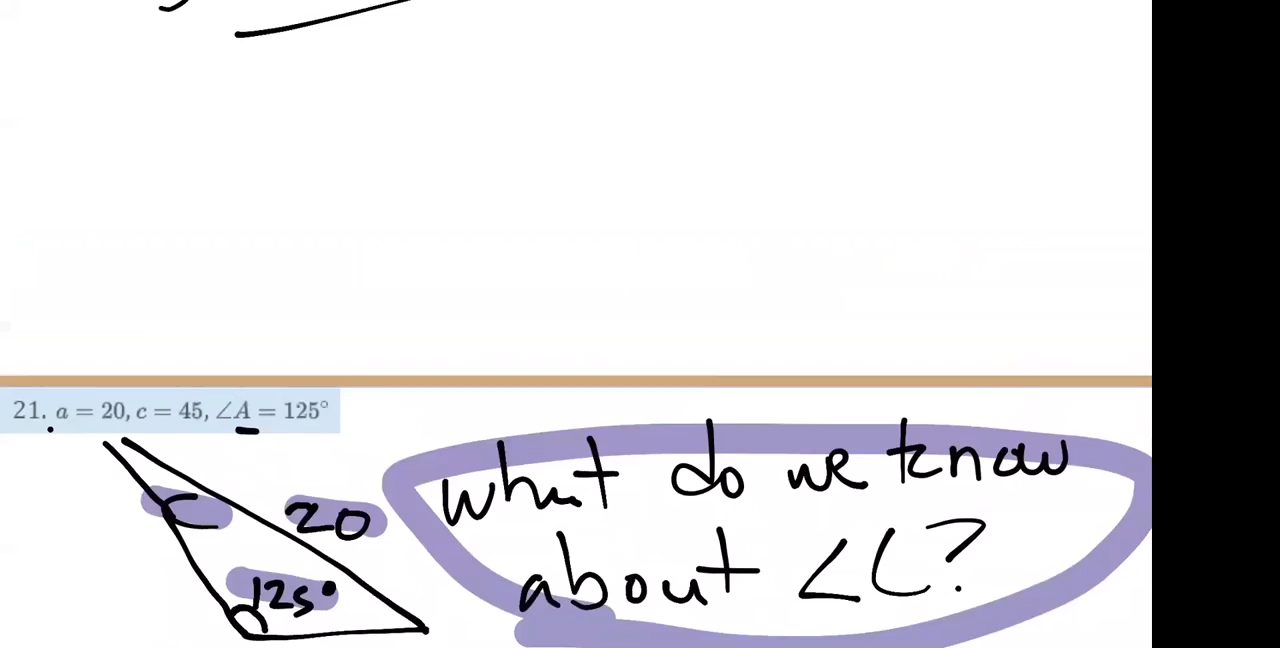 21. a = 20, c = 45, ∠A = 125°
what do we know
C 20
about ∠C?
125°